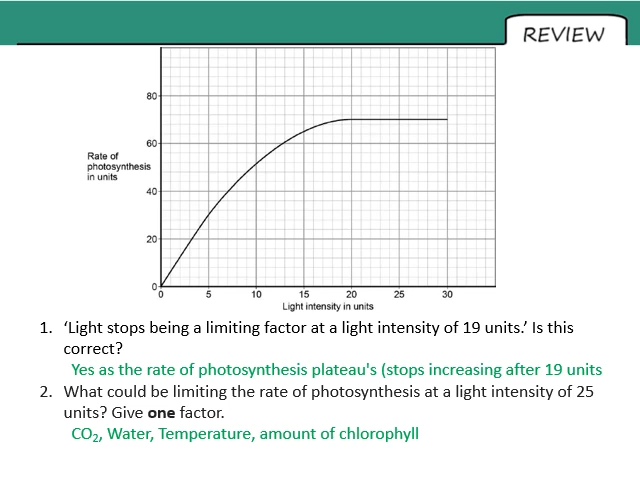 REVIEW
80
60
Rate of
photosynthesis
in units
40
20
0
0 5 10 15 20 25 30
Light intensity in units
1. ‘Light stops being a limiting factor at a light intensity of 19 units.’ Is this
correct?
Yes as the rate of photosynthesis plateau's (stops increasing after 19 units
2. What could be limiting the rate of photosynthesis at a light intensity of 25
units? Give one factor.
CO₂, Water, Temperature, amount of chlorophyll